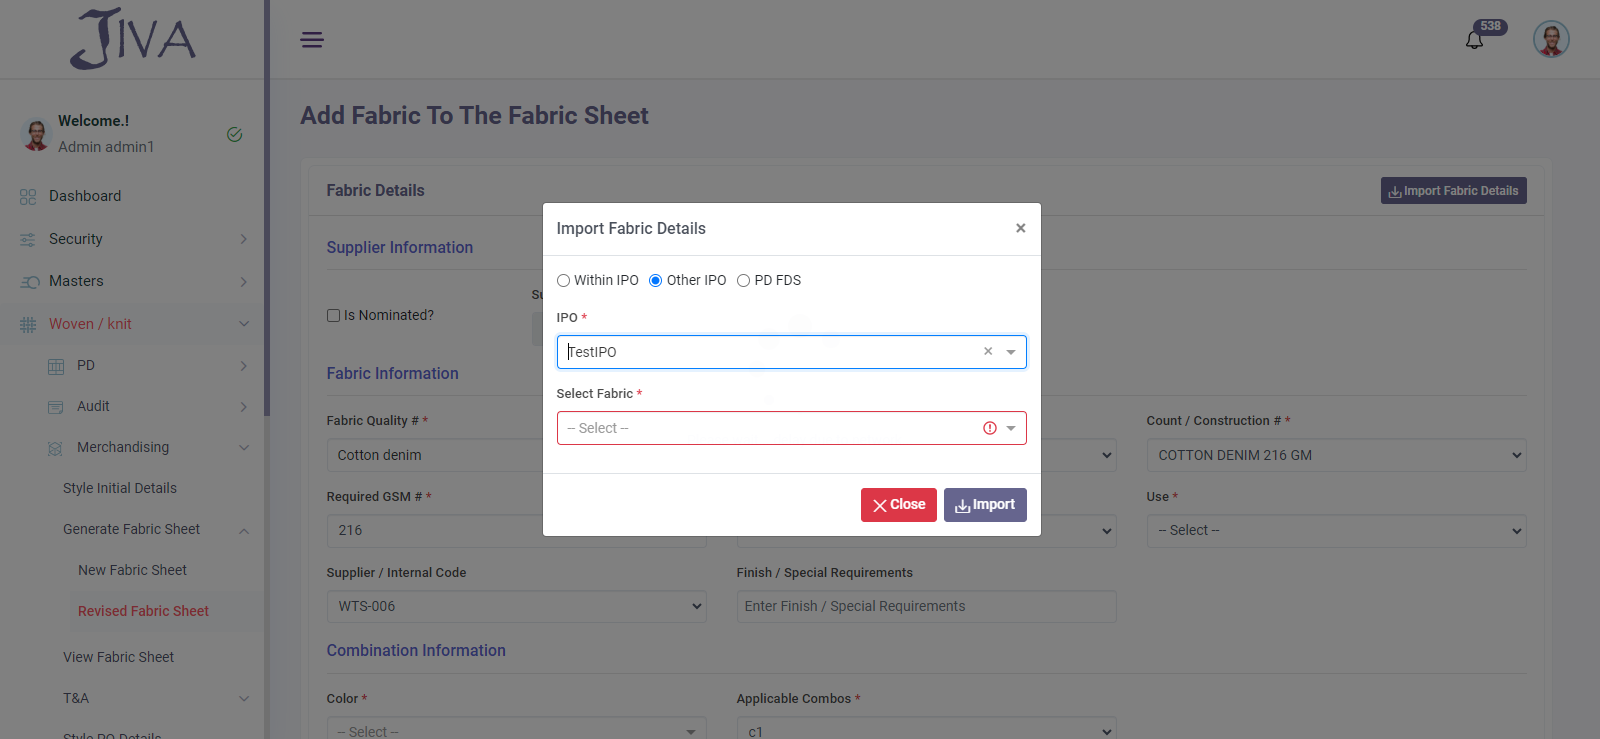 JIVA
538
Welcome.!
Admin admin1
Dashboard
Security
Masters
Woven / knit
PD
Audit
Merchandising
Style Initial Details
Generate Fabric Sheet
New Fabric Sheet
Revised Fabric Sheet
View Fabric Sheet
T&A
Style PO Details
Add Fabric To The Fabric Sheet
Fabric Details
Import Fabric Details
Supplier Information
Is Nominated?
Fabric Information
Fabric Quality # *
Cotton denim
Count / Construction # *
COTTON DENIM 216 GM
Required GSM # *
216
Use *
-- Select --
Supplier / Internal Code
WTS-006
Finish / Special Requirements
Enter Finish / Special Requirements
Combination Information
Color *
-- Select --
Applicable Combos *
c1
Import Fabric Details
×
Within IPO Other IPO PD FDS
IPO *
TestIPO ×
Select Fabric *
-- Select --
Close Import